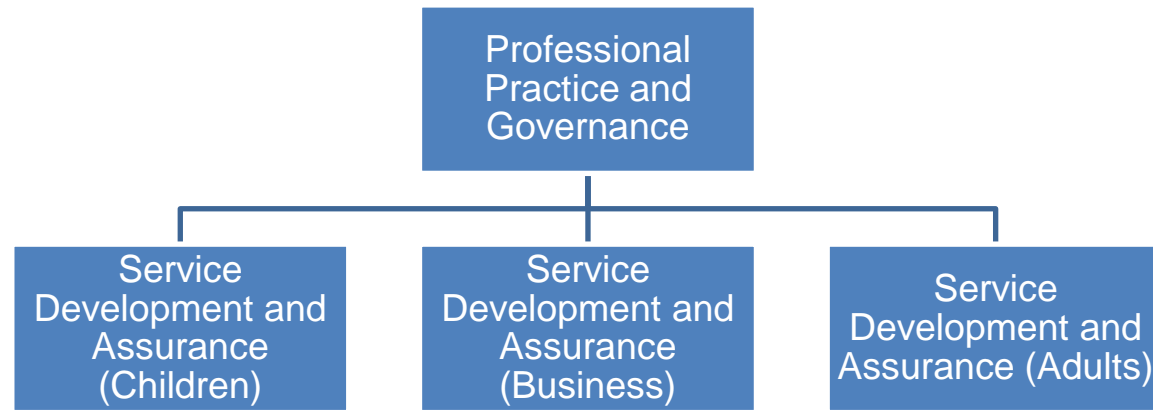 Professional
Practice and
Governance
Service
Development and
Assurance
(Children)
Service
Development and
Assurance
(Business)
Service
Development and
Assurance (Adults)